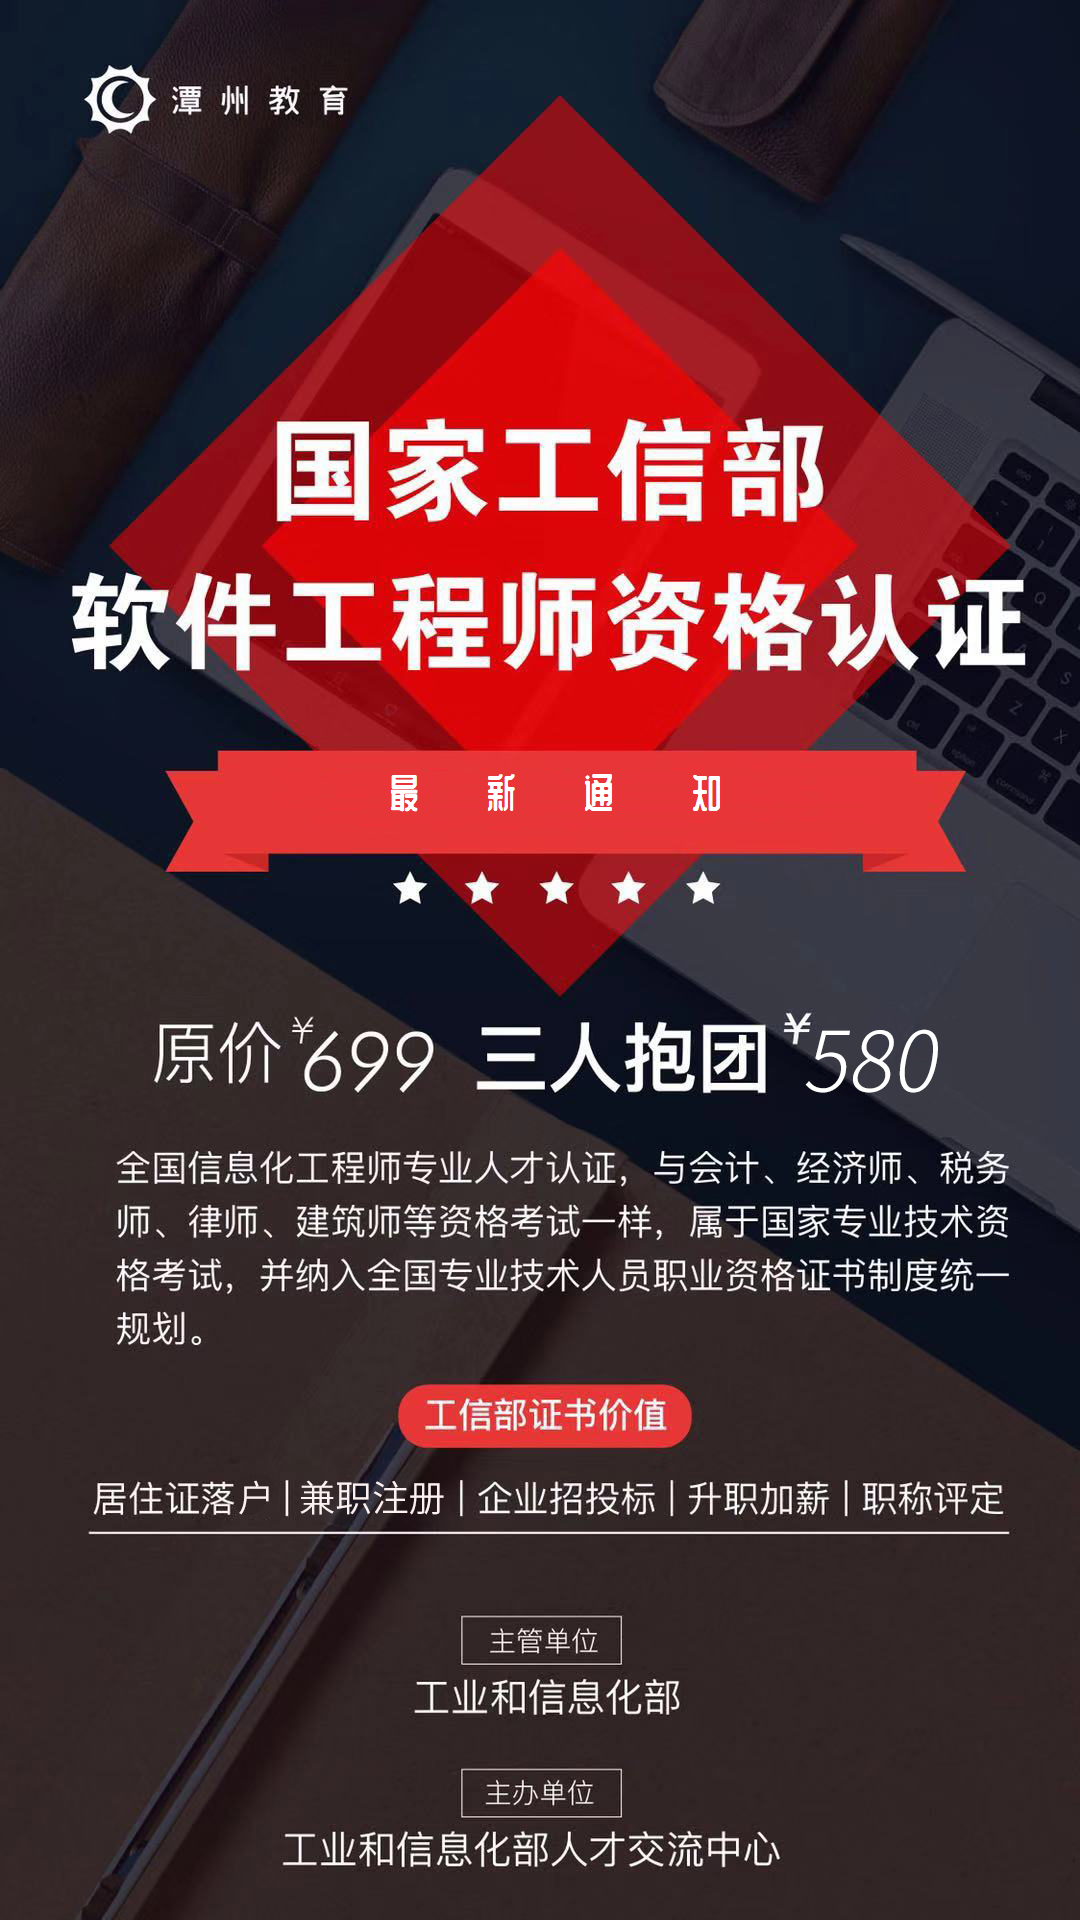 潭州教育
国家工信部
软件工程师资格认证
最新通知
原价¥699 三人抱团¥580
全国信息化工程师专业人才认证，与会计、经济师、税务
师、律师、建筑师等资格考试一样，属于国家专业技术资
格考试，并纳入全国专业技术人员职业资格证书制度统一
规划。
工信部证书价值
居住证落户|兼职注册|企业招投标|升职加薪|职称评定
主管单位
工业和信息化部
主办单位
工业和信息化部人才交流中心